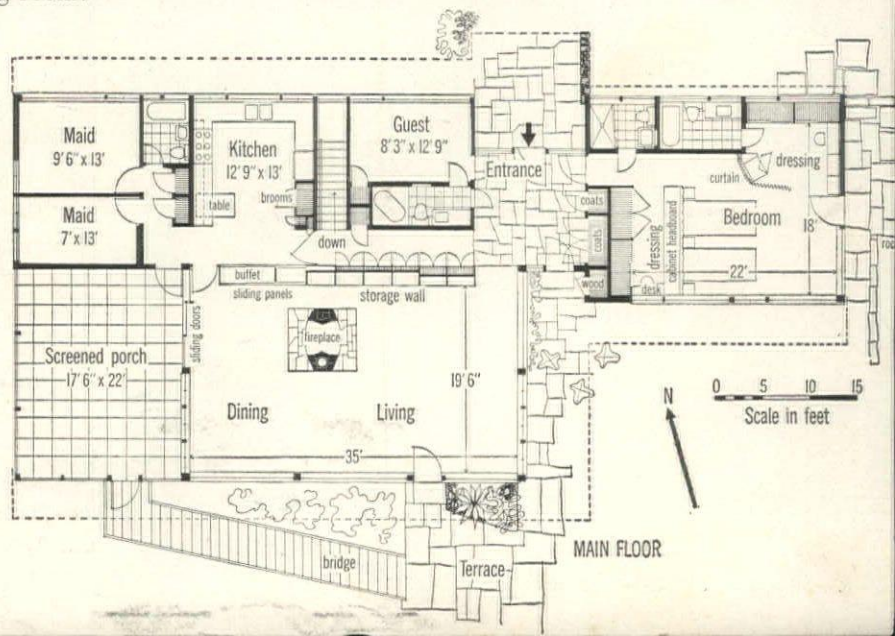 Maid
9'6" x 13'
Kitchen
12'9" x 13'
Guest
8'3" x 12'9"
Entrance
dressing
curtain
Maid
7' x 13'
table
brooms
down
coats
coats
wood
dressing
cabinet headboard
desk
Bedroom
18'
22'
buffet
sliding panels
storage wall
sliding doors
fireplace
Screened porch
17'6" x 22'
19'6"
Dining
Living
35'
N
0 5 10 15
Scale in feet
MAIN FLOOR
bridge
Terrace